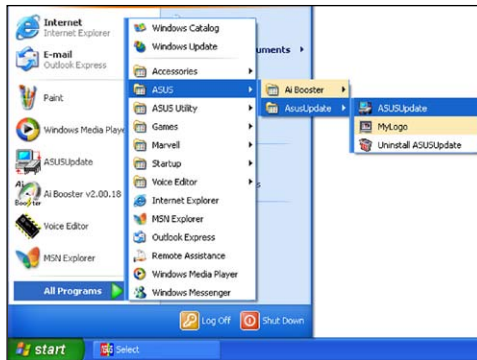 Internet
Internet Explorer
E-mail
Outlook Express
Paint
Windows Media Playe
ASUSUpdate
Ai Booster v2.00.18
Voice Editor
MSN Explorer
All Programs
Windows Catalog
Windows Update
Accessories
ASUS
ASUS Utility
Games
Marvell
Startup
Voice Editor
Internet Explorer
MSN Explorer
Outlook Express
Remote Assistance
Windows Media Player
Windows Messenger
uments
s
Ai Booster
AsusUpdate
ASUSUpdate
MyLogo
Uninstall ASUSUpdate
Log Off
Shut Down
start
Select